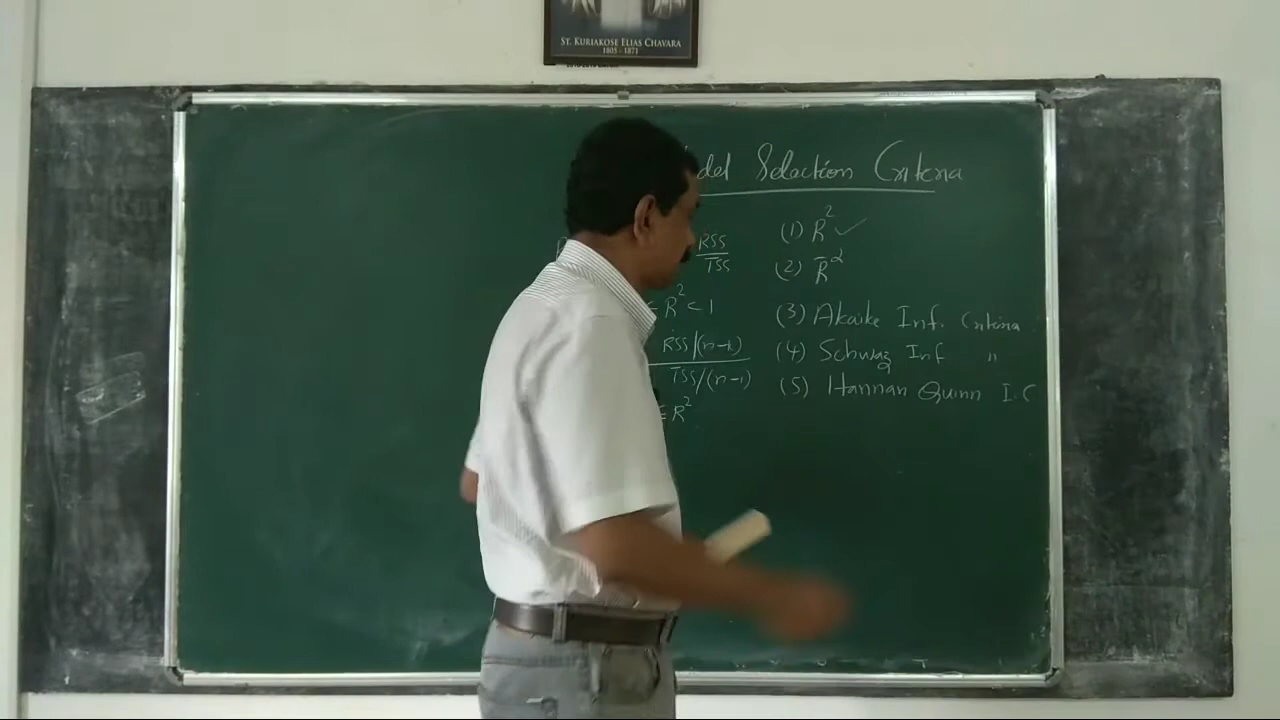 ST. KURIAKOSE ELIAS CHAVARA
1805 - 1871
del Selection Criteria
RSS
TSS
R² < 1
RSS/(n-k)
TSS/(n-1)
≤ R²
(1) R² ✓
(2) R̄²
(3) Akaike Inf. Criteria
(4) Schwaz Inf "
(5) Hannan Quinn I.C